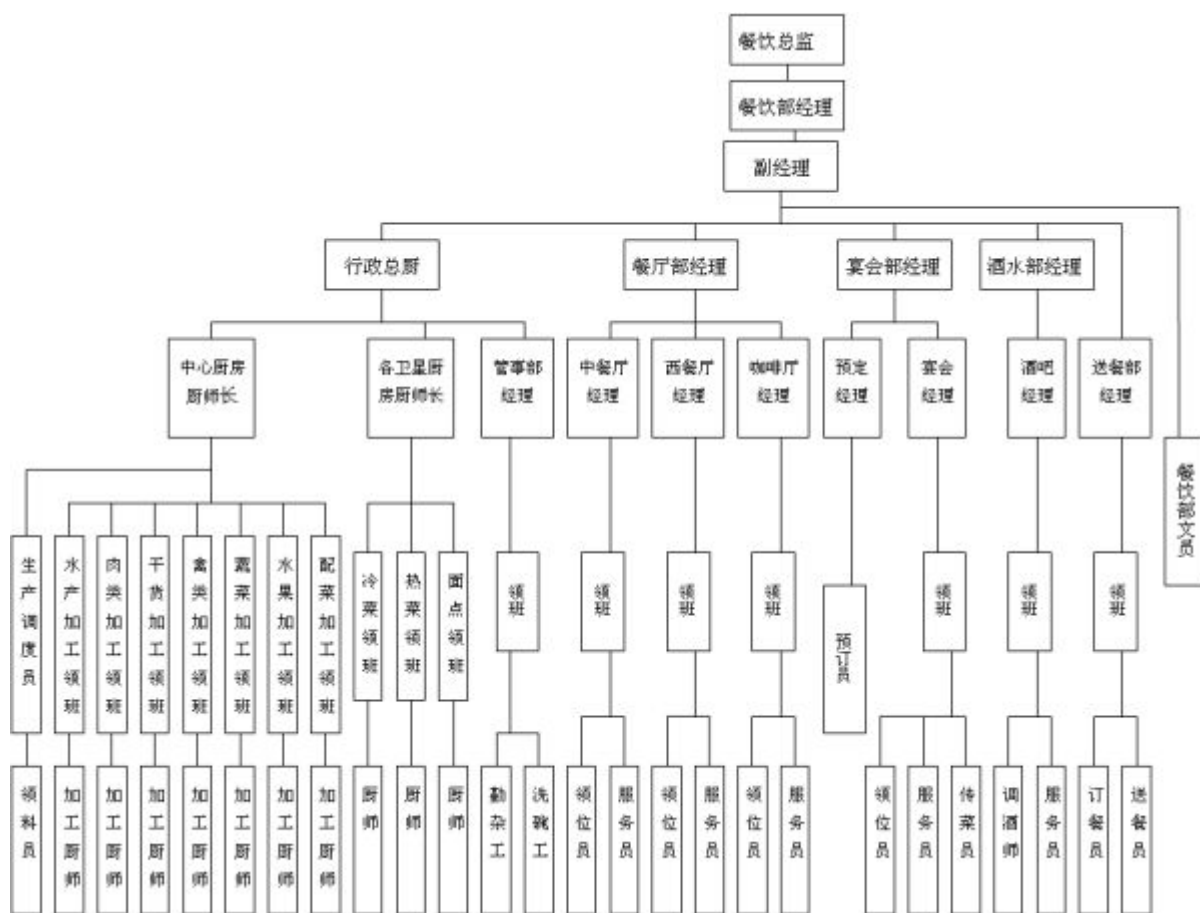 餐饮总监
餐饮部经理
副经理
行政总厨
餐厅部经理
宴会部经理
酒水部经理
中心厨房
厨师长
各卫星厨
房厨师长
管事部
经理
中餐厅
经理
西餐厅
经理
咖啡厅
经理
预定
经理
宴会
经理
酒吧
经理
送餐部
经理
餐饮部文员
生产调度员
水产加工领班
肉类加工领班
干货加工领班
禽类加工领班
蔬菜加工领班
水果加工领班
配菜加工领班
冷菜领班
热菜领班
面点领班
领班
领班
领班
领班
预订员
领班
领班
领班
领料员
加工厨师
加工厨师
加工厨师
加工厨师
加工厨师
加工厨师
加工厨师
厨师
厨师
厨师
勤杂工
洗碗工
领位员
服务员
领位员
服务员
领位员
服务员
领位员
服务员
传菜员
调酒师
服务员
订餐员
送餐员